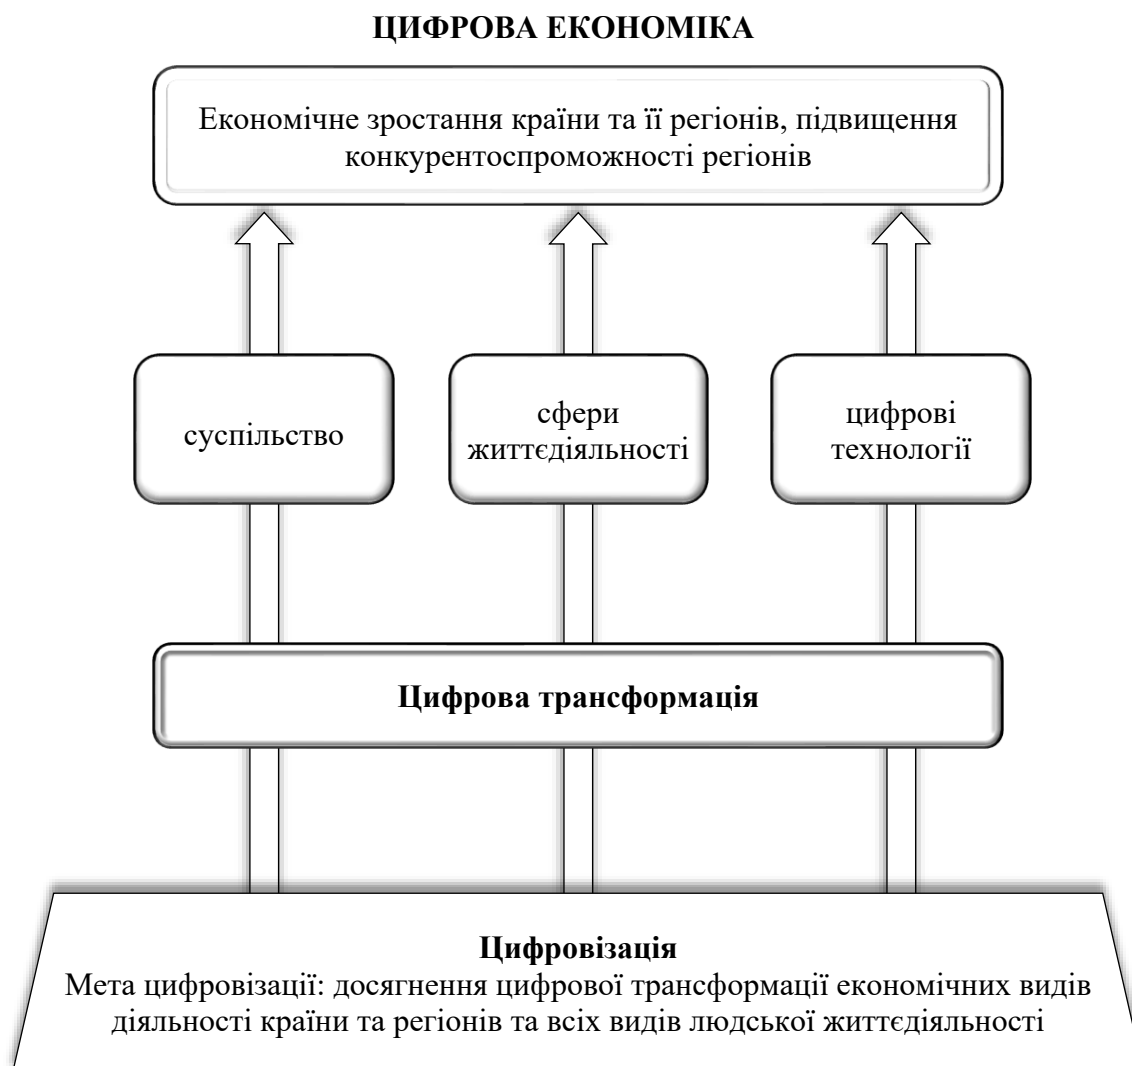 ЦИФРОВА ЕКОНОМІКА
Економічне зростання країни та її регіонів, підвищення
конкурентоспроможності регіонів
суспільство
сфери
життєдіяльності
цифрові
технології
Цифрова трансформація
Цифровізація
Мета цифровізації: досягнення цифрової трансформації економічних видів
діяльності країни та регіонів та всіх видів людської життєдіяльності